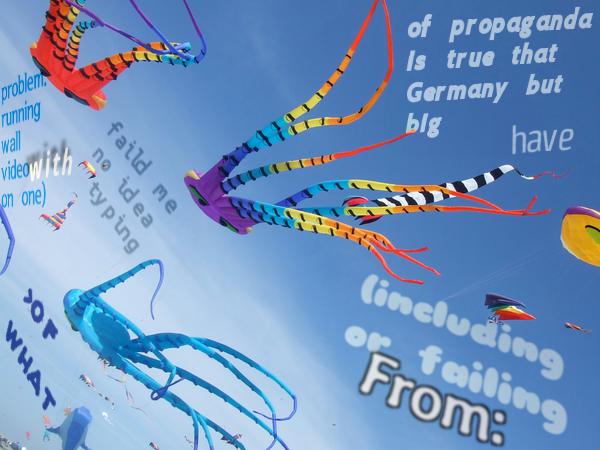 of propaganda
Is true that
Germany but
big
have
problem.
running
wall
video
on one)
with
faild me
no idea
typing
(including
or failing
From:
>OF
WHAT